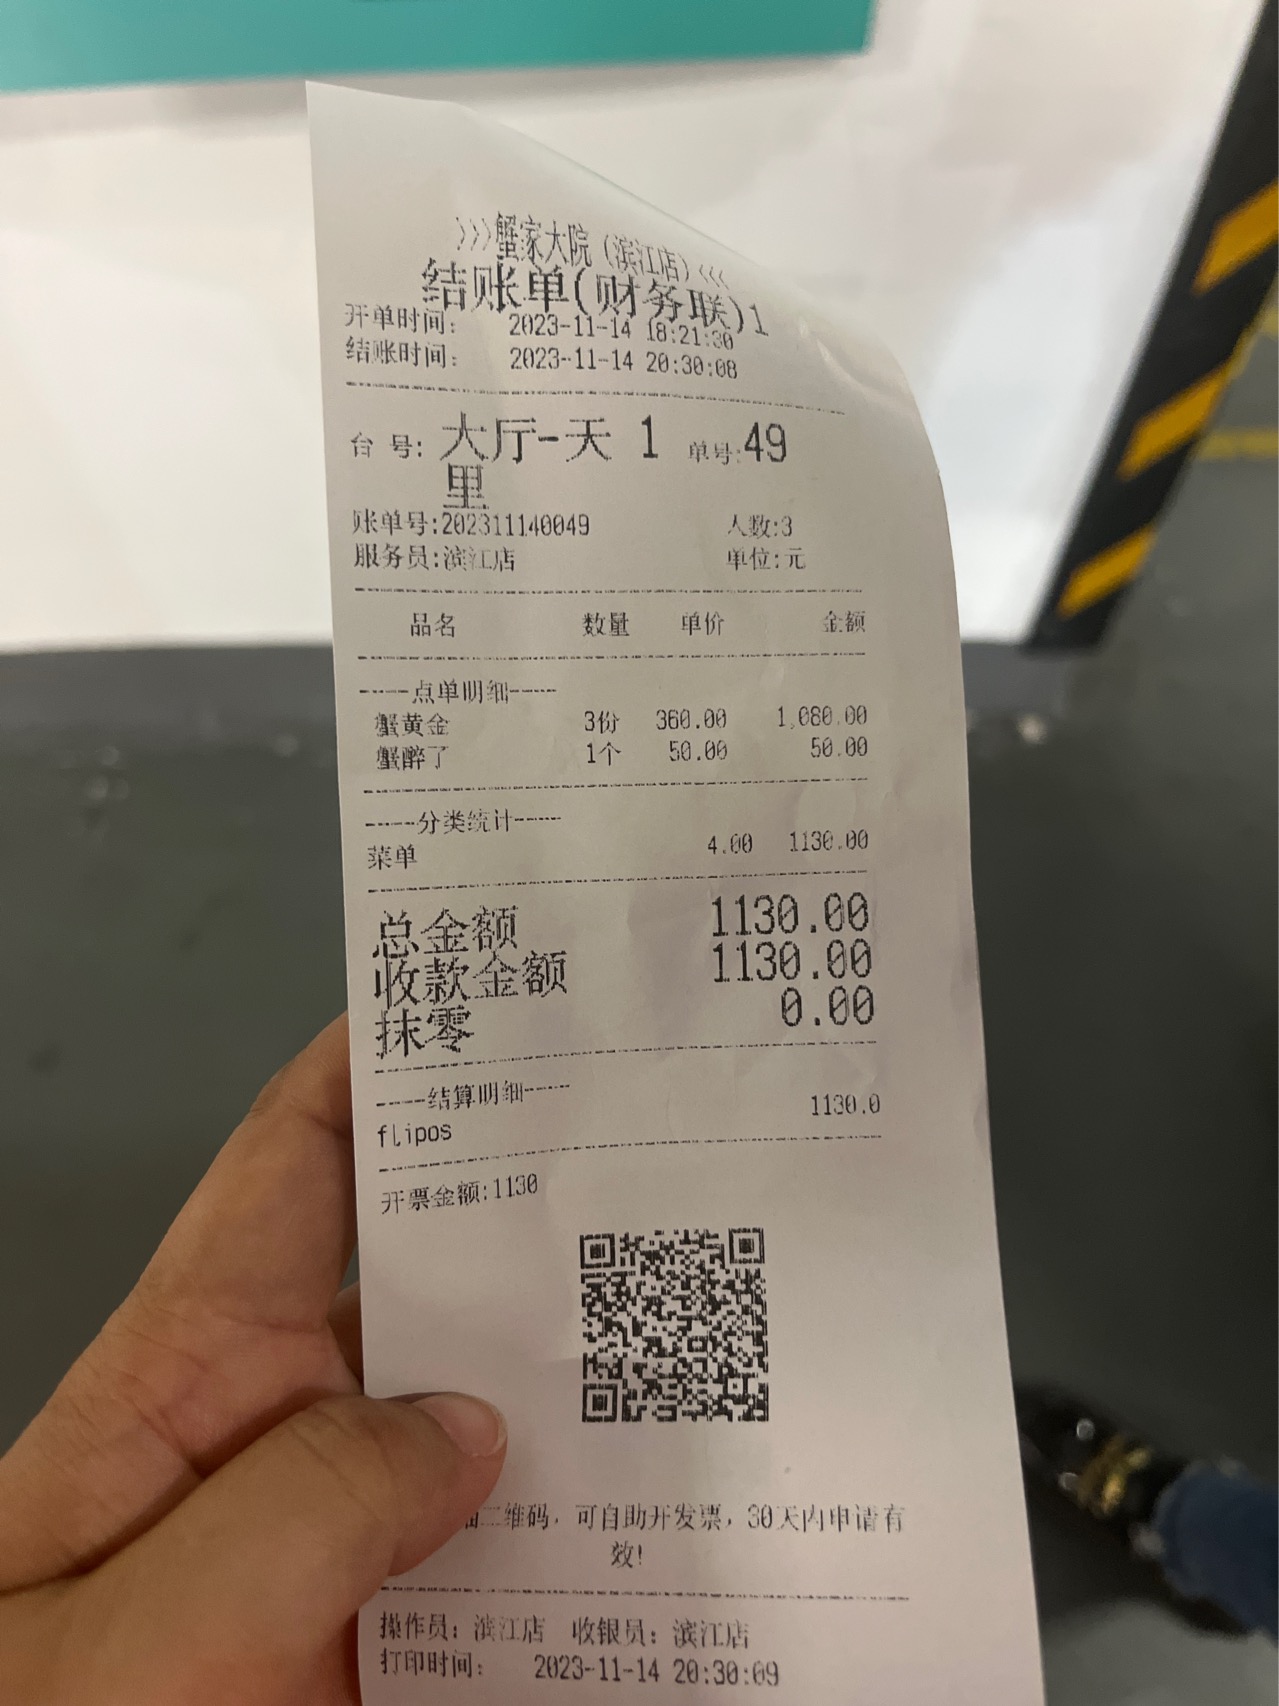 >>>蟹家大院(滨江店)<<<
结账单(财务联)1
开单时间: 2023-11-14 18:21:30
结账时间: 2023-11-14 20:30:08
台 号: 大厅-天 1 单号:49
里
账单号:202311140049 人数:3
服务员:滨江店 单位:元
品名 数量 单价 金额
-----点单明细-----
蟹黄金 3份 360.00 1,080.00
蟹醉了 1个 50.00 50.00
-----分类统计-----
菜单 4.00 1130.00
总金额 1130.00
收款金额 1130.00
抹零 0.00
-----结算明细-----
flipos 1130.0
开票金额:1130
二维码，可自助开发票，30天内申请有
效!
操作员: 滨江店 收银员: 滨江店
打印时间: 2023-11-14 20:30:09